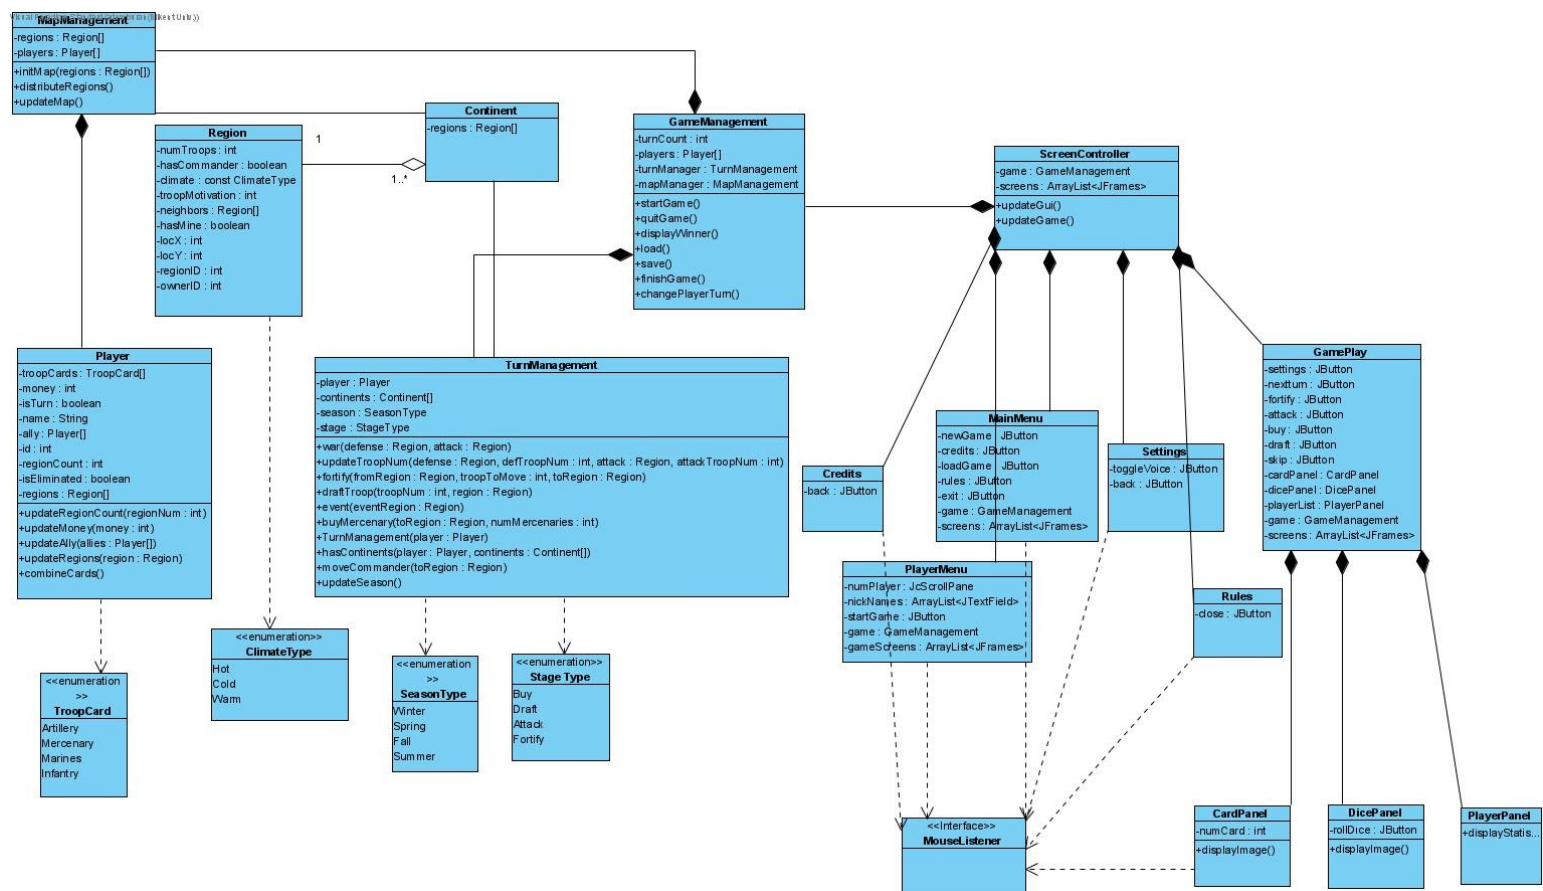 MapManagement
-regions : Region[]
-players : Player[]
+initMap(regions : Region[])
+distributeRegions()
+updateMap()
Continent
-regions : Region[]
1
1..*
Region
-numTroops : int
-hasCommander : boolean
-climate : const ClimateType
-troopMotivation : int
-neighbors : Region[]
-hasMine : boolean
-locX : int
-locY : int
-regionID : int
-ownerID : int
GameManagement
-turnCount : int
-players : Player[]
-turnManager : TurnManagement
-mapManager : MapManagement
+startGame()
+quitGame()
+displayWinner()
+load()
+save()
+finishGame()
+changePlayerTurn()
ScreenController
-game : GameManagement
-screens : ArrayList<JFrames>
+updateGui()
+updateGame()
Player
-troopCards : TroopCard[]
-money : int
-isTurn : boolean
-name : String
-ally : Player[]
-id : int
-regionCount : int
-isEliminated : boolean
-regions : Region[]
+updateRegionCount(regionNum : int)
+updateMoney(money : int)
+updateAlly(allies : Player[])
+updateRegions(region : Region)
+combineCards()
TurnManagement
-player : Player
-continents : Continent[]
-season : SeasonType
-stage : StageType
+war(defense : Region, attack : Region)
+updateTroopNum(defense : Region, defTroopNum : int, attack : Region, attackTroopNum : int)
+fortify(fromRegion : Region, troopToMove : int, toRegion : Region)
+draftTroop(troopNum : int, region : Region)
+event(eventRegion : Region)
+buyMercenary(toRegion : Region, numMercenaries : int)
+TurnManagement(player : Player)
+hasContinents(player : Player, continents : Continent[])
+moveCommander(toRegion : Region)
+updateSeason()
GamePlay
-settings : JButton
-nextturn : JButton
-fortify : JButton
-attack : JButton
-buy : JButton
-draft : JButton
-skip : JButton
-cardPanel : CardPanel
-dicePanel : DicePanel
-playerList : PlayerPanel
-game : GameManagement
-screens : ArrayList<JFrames>
MainMenu
-newGame : JButton
-credits : JButton
-loadGame : JButton
-rules : JButton
-exit : JButton
-game : GameManagement
-screens : ArrayList<JFrames>
Settings
-toggleVoice : JButton
-back : JButton
Credits
-back : JButton
PlayerMenu
-numPlayer : JcScrollPane
-nickNames : ArrayList<JTextField>
-startGame : JButton
-game : GameManagement
-gameScreens : ArrayList<JFrames>
Rules
-close : JButton
<<enumeration>>
ClimateType
Hot
Cold
Warm
<<enumeration
>>
TroopCard
Artillery
Mercenary
Marines
Infantry
<<enumeration
>>
SeasonType
Winter
Spring
Fall
Summer
<<enumeration>>
Stage Type
Buy
Draft
Attack
Fortify
<<Interface>>
MouseListener
CardPanel
-numCard : int
+displayImage()
DicePanel
-rollDice : JButton
+displayImage()
PlayerPanel
+displayStatis...